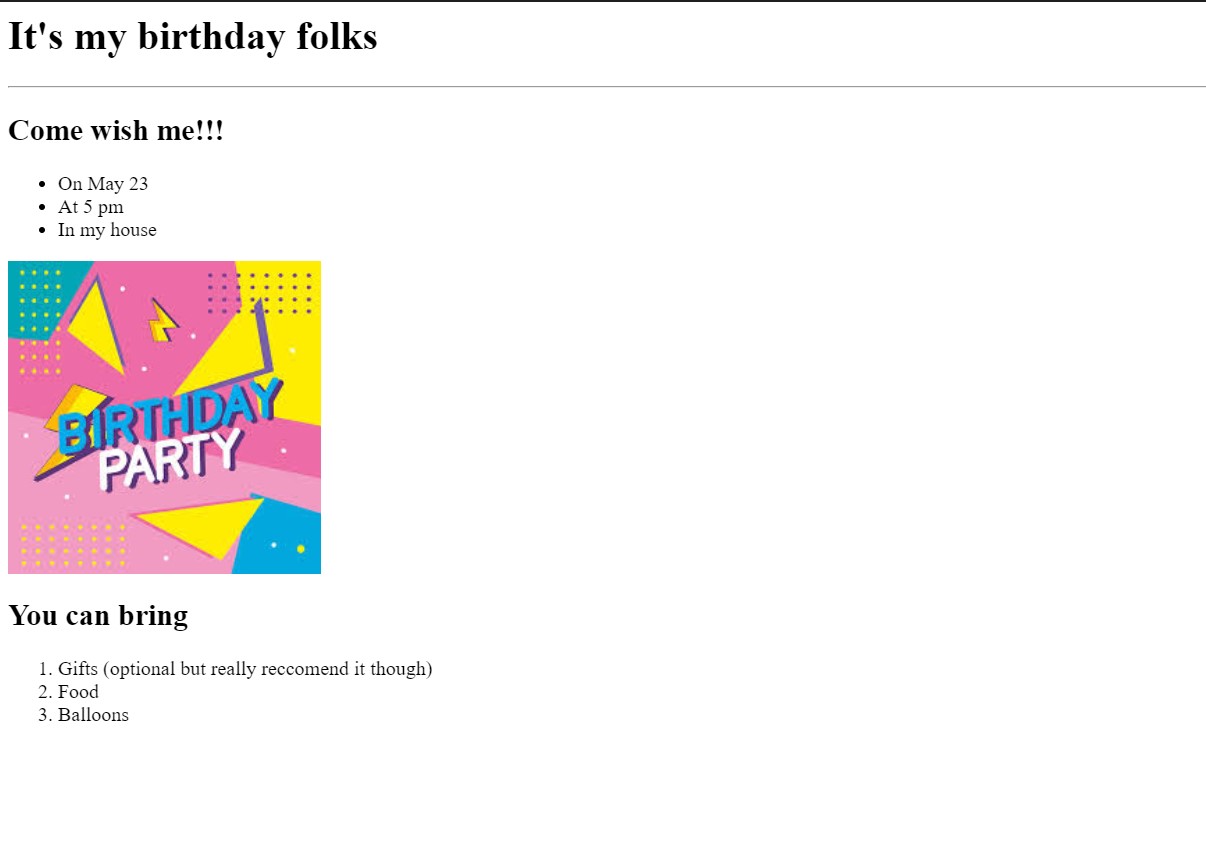 It's my birthday folks
Come wish me!!!
• On May 23
• At 5 pm
• In my house
BIRTHDAY
PARTY
You can bring
1. Gifts (optional but really reccomend it though)
2. Food
3. Balloons